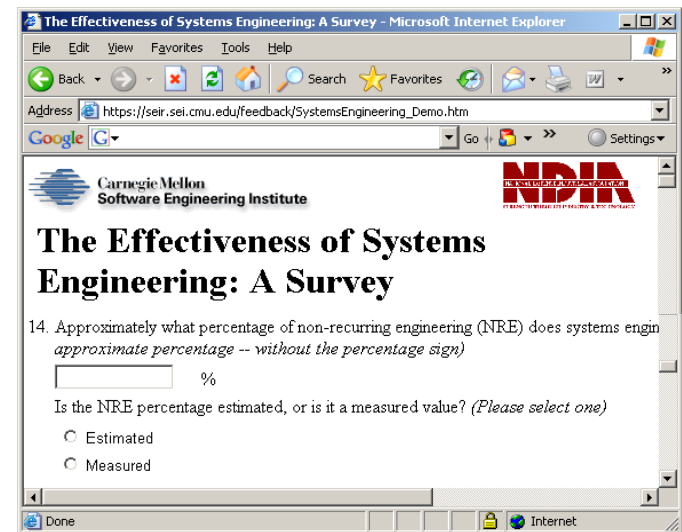 The Effectiveness of Systems Engineering: A Survey - Microsoft Internet Explorer
File Edit View Favorites Tools Help
Back Search Favorites »
Address https://seir.sei.cmu.edu/feedback/SystemsEngineering_Demo.htm
Google G Go » Settings
Carnegie Mellon
Software Engineering Institute
NDIA
The Effectiveness of Systems
Engineering: A Survey
14. Approximately what percentage of non-recurring engineering (NRE) does systems engin
approximate percentage -- without the percentage sign)
%
Is the NRE percentage estimated, or is it a measured value? (Please select one)
Estimated
Measured
Done Internet